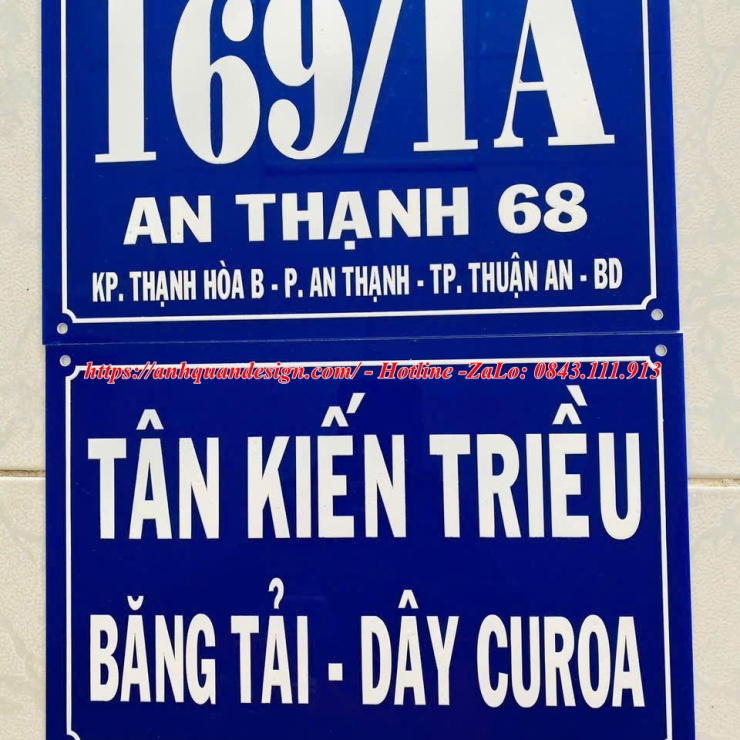 169/1A
AN THẠNH 68
KP. THẠNH HÒA B - P. AN THẠNH - TP. THUẬN AN - BD
https://anhquandesign.com/ - Hotline -ZaLo: 0843.111.913
TÂN KIẾN TRIỀU
BĂNG TẢI - DÂY CUROA